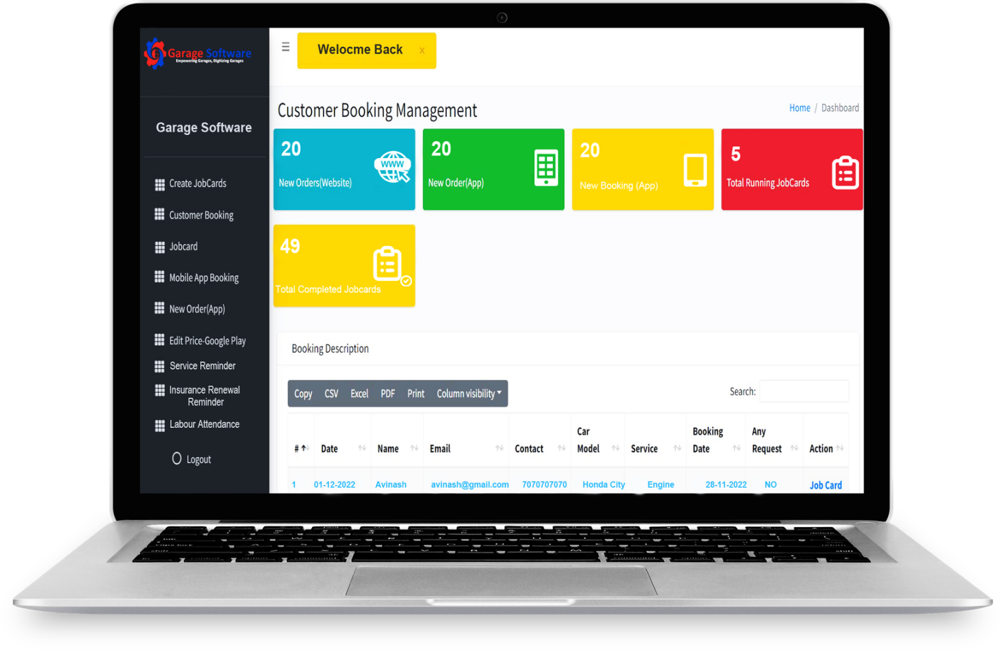 Garage Software
Empowering Garages, Digitizing Garages
Welocme Back x
Garage Software
Create JobCards
Customer Booking
Jobcard
Mobile App Booking
New Order(App)
Edit Price-Google Play
Service Reminder
Insurance Renewal
Reminder
Labour Attendance
Logout
Customer Booking Management
Home / Dashboard
20
New Orders(Website)
WWW
20
New Order(App)
20
New Booking (App)
5
Total Running JobCards
49
Total Completed Jobcards
Booking Description
Copy CSV Excel PDF Print Column visibility
Search:
# Date Name Email Contact Car Model Service Booking Date Any Request Action
1 01-12-2022 Avinash avinash@gmail.com 7070707070 Honda City Engine 28-11-2022 NO Job Card